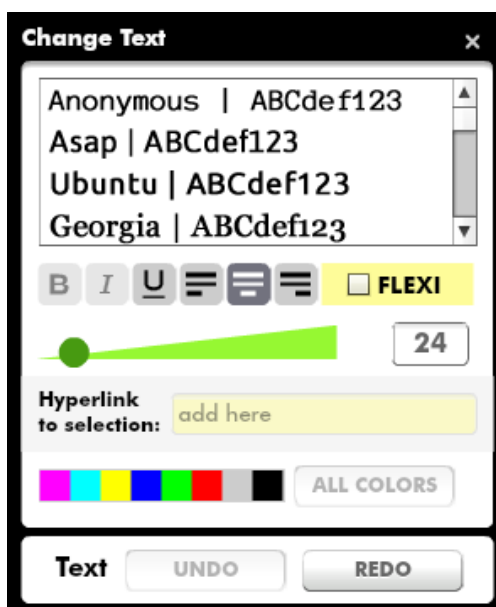 Change Text ×
Anonymous | ABCdef123
Asap | ABCdef123
Ubuntu | ABCdef123
Georgia | ABCdef123
B I U FLEXI
24
Hyperlink
to selection: add here
ALL COLORS
Text UNDO REDO